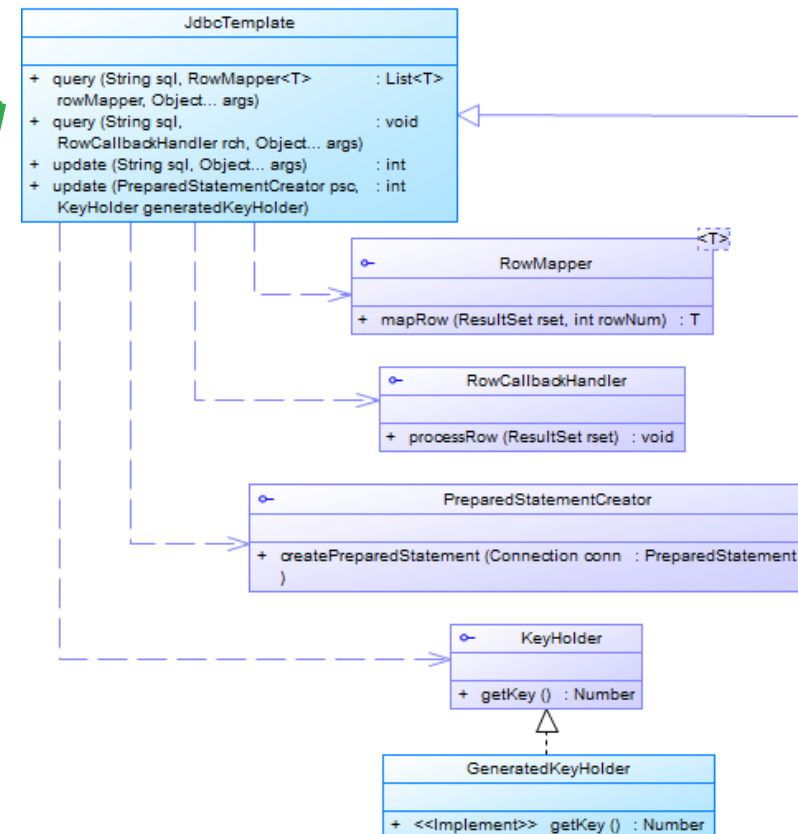 JdbcTemplate
+ query (String sql, RowMapper<T> : List<T>
rowMapper, Object... args)
+ query (String sql, : void
RowCallbackHandler rch, Object... args)
+ update (String sql, Object... args) : int
+ update (PreparedStatementCreator psc, : int
KeyHolder generatedKeyHolder)
<T>
RowMapper
+ mapRow (ResultSet rset, int rowNum) : T
RowCallbackHandler
+ processRow (ResultSet rset) : void
PreparedStatementCreator
+ createPreparedStatement (Connection conn : PreparedStatement
)
KeyHolder
+ getKey () : Number
GeneratedKeyHolder
+ <<Implement>> getKey () : Number